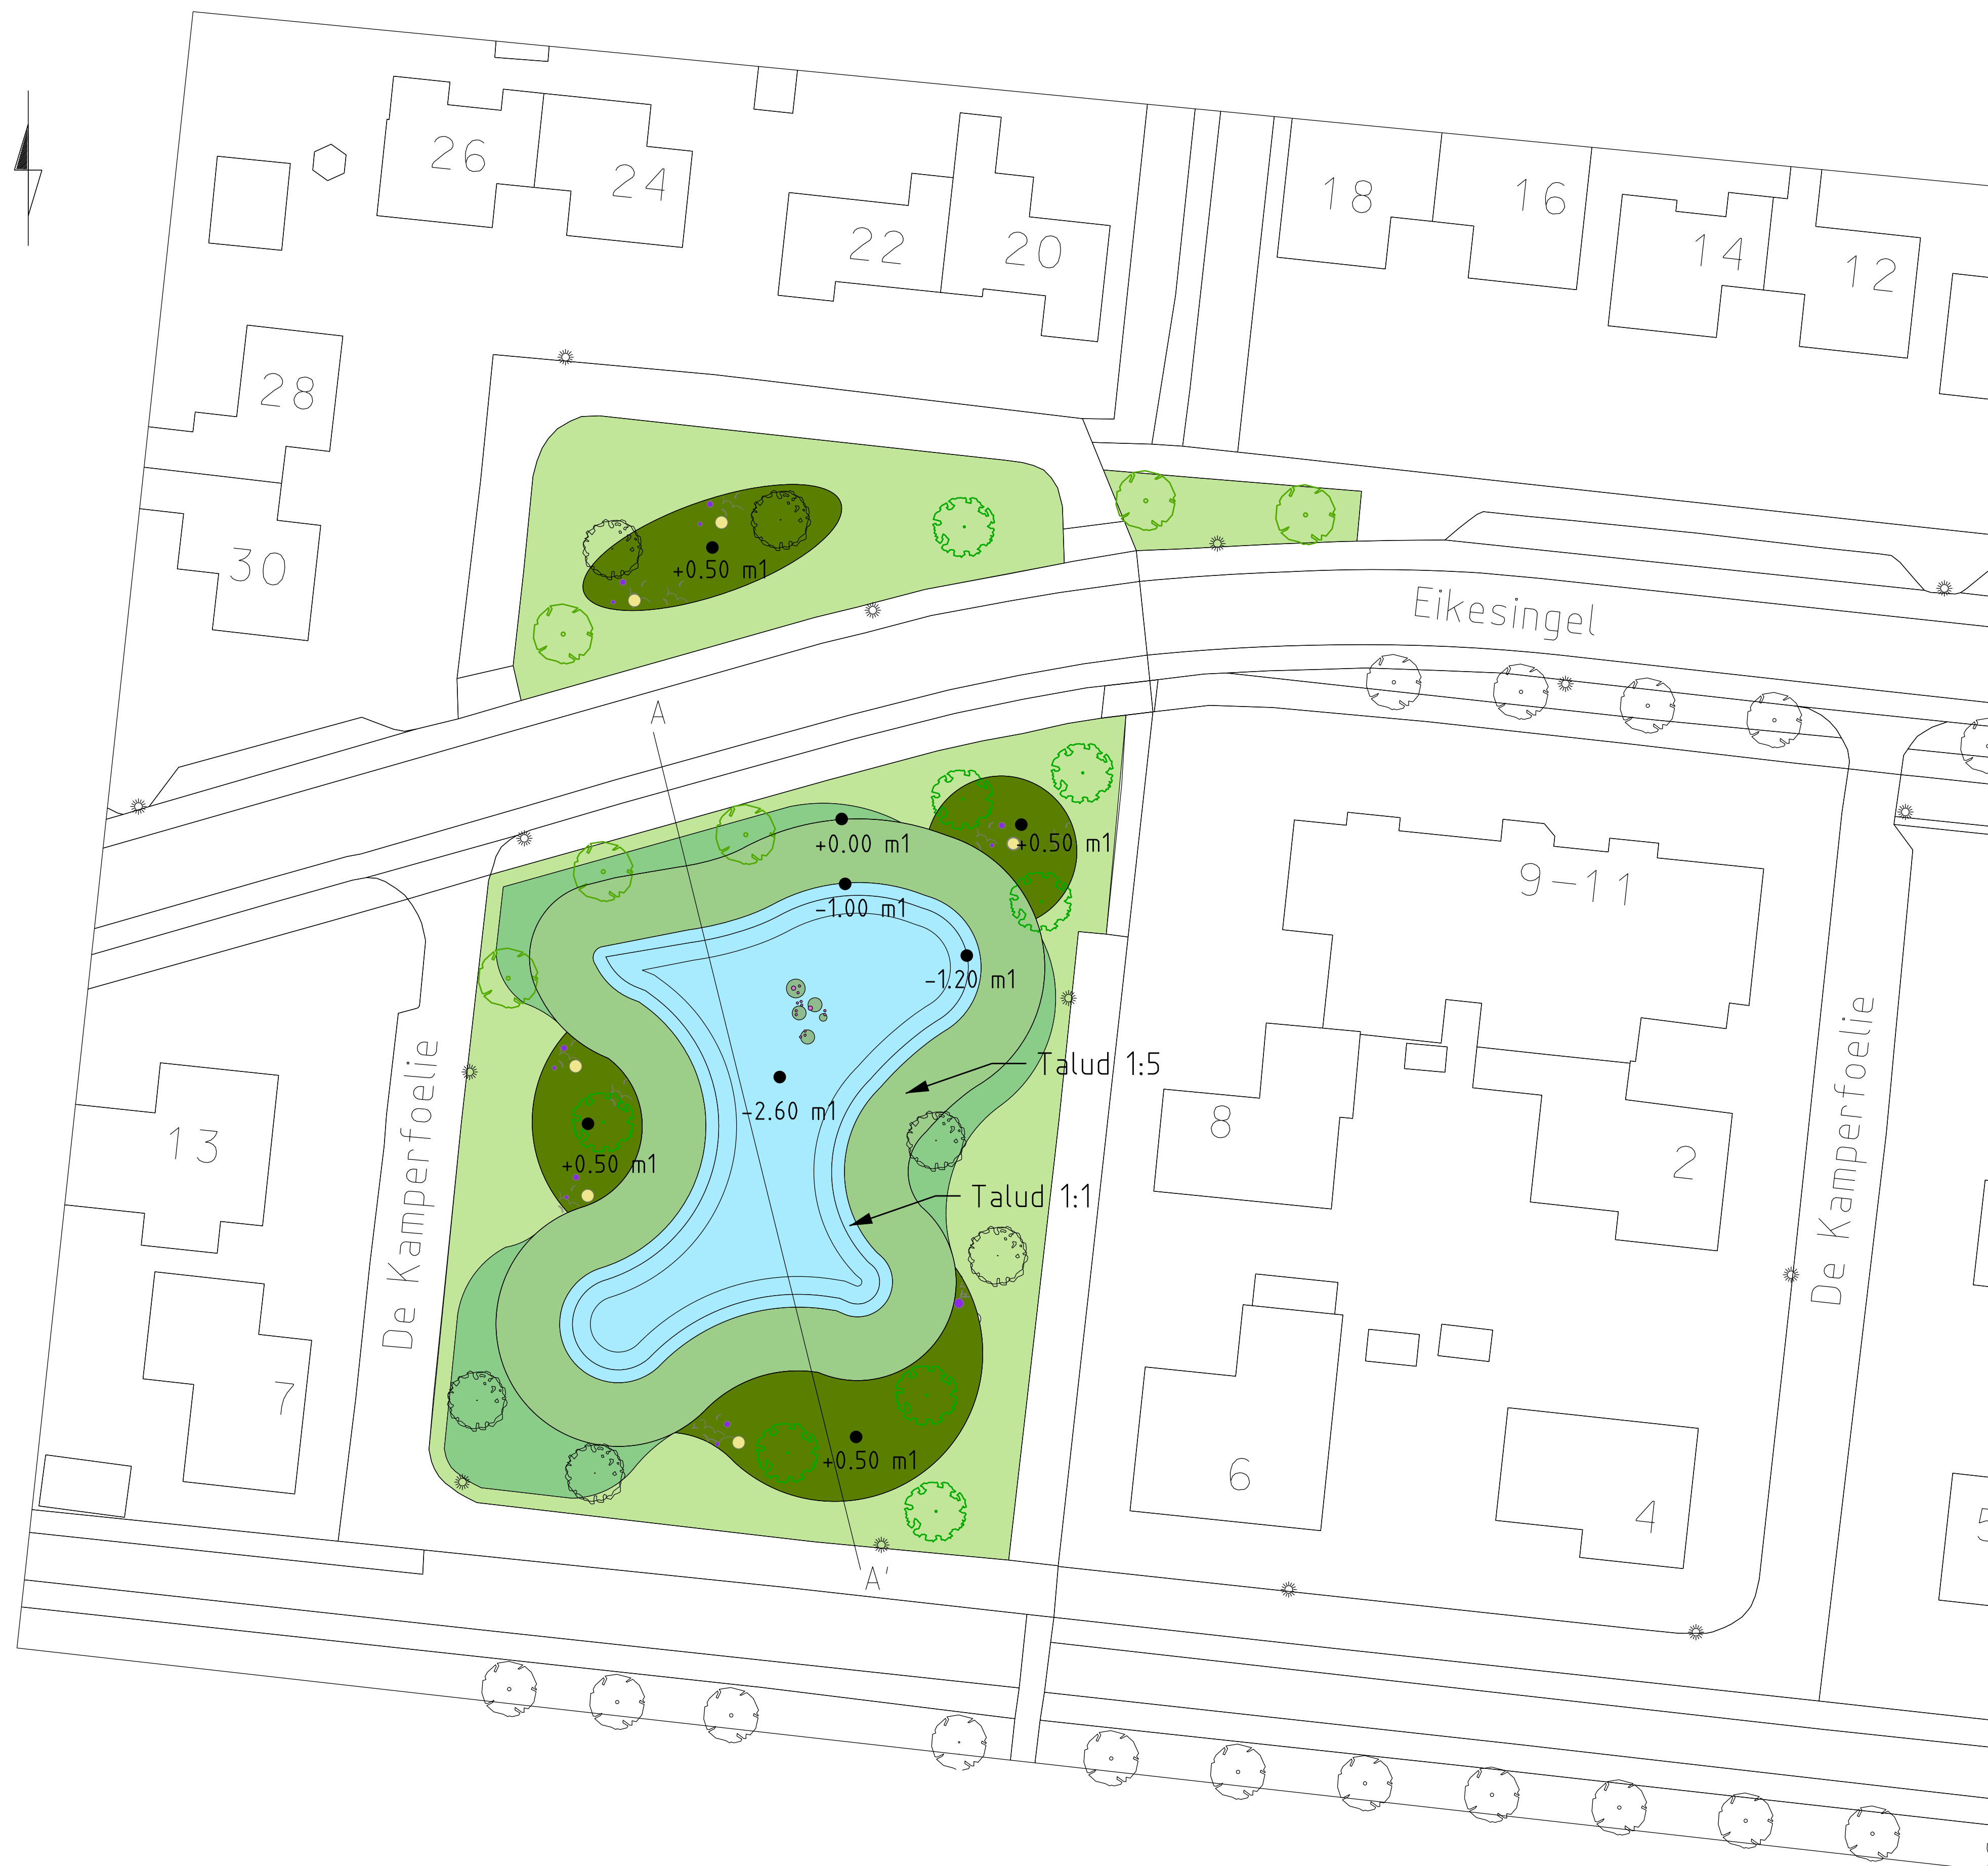 26
24
22
20
18
16
14
12
28
30
+0.50 m1
Eikesingel
A
+0.00 m1
+0.50 m1
-1.00 m1
-1.20 m1
9-11
Talud 1:5
-2.60 m1
+0.50 m1
Talud 1:1
13
De Kamperfoelie
8
2
De Kamperfoelie
7
+0.50 m1
6
4
A'